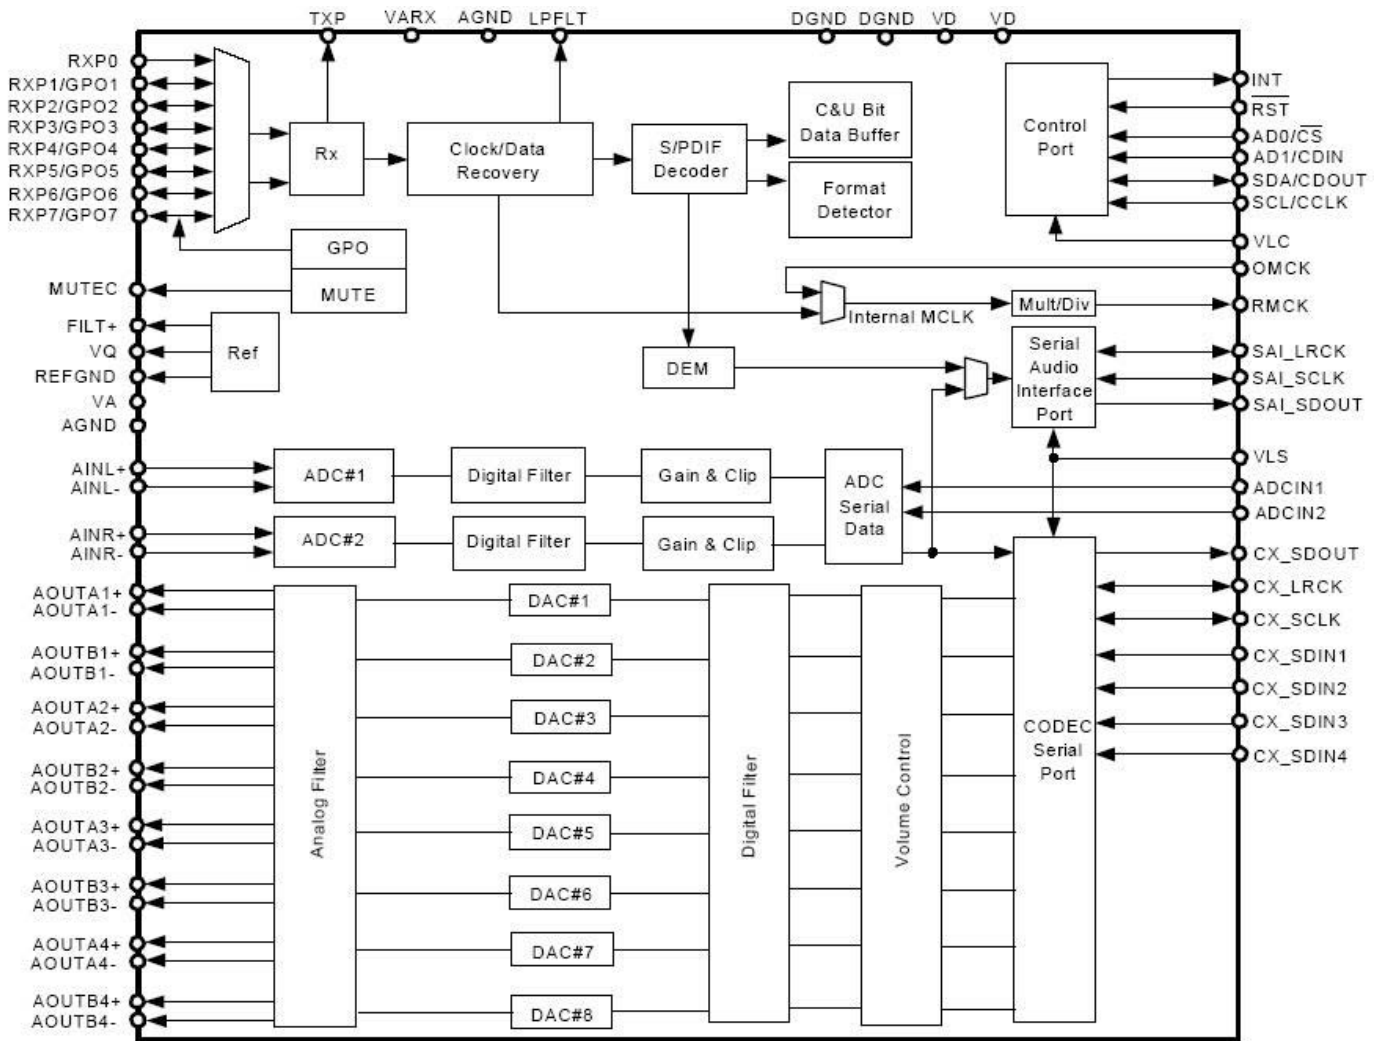 TXP
VARX
AGND
LPFLT
DGND
DGND
VD
VD
RXP0
RXP1/GPO1
RXP2/GPO2
RXP3/GPO3
RXP4/GPO4
RXP5/GPO5
RXP6/GPO6
RXP7/GPO7
MUTEC
FILT+
VQ
REFGND
VA
AGND
AINL+
AINL-
AINR+
AINR-
AOUTA1+
AOUTA1-
AOUTB1+
AOUTB1-
AOUTA2+
AOUTA2-
AOUTB2+
AOUTB2-
AOUTA3+
AOUTA3-
AOUTB3+
AOUTB3-
AOUTA4+
AOUTA4-
AOUTB4+
AOUTB4-
Rx
Clock/Data
Recovery
S/PDIF
Decoder
C&U Bit
Data Buffer
Format
Detector
Control
Port
GPO
MUTE
Ref
Internal MCLK
Mult/Div
DEM
Serial
Audio
Interface
Port
ADC#1
Digital Filter
Gain & Clip
ADC
Serial
Data
ADC#2
Digital Filter
Gain & Clip
Analog Filter
DAC#1
DAC#2
DAC#3
DAC#4
DAC#5
DAC#6
DAC#7
DAC#8
Digital Filter
Volume Control
CODEC
Serial
Port
INT
RST
AD0/CS
AD1/CDIN
SDA/CDOUT
SCL/CCLK
VLC
OMCK
RMCK
SAI_LRCK
SAI_SCLK
SAI_SDOUT
VLS
ADCIN1
ADCIN2
CX_SDOUT
CX_LRCK
CX_SCLK
CX_SDIN1
CX_SDIN2
CX_SDIN3
CX_SDIN4